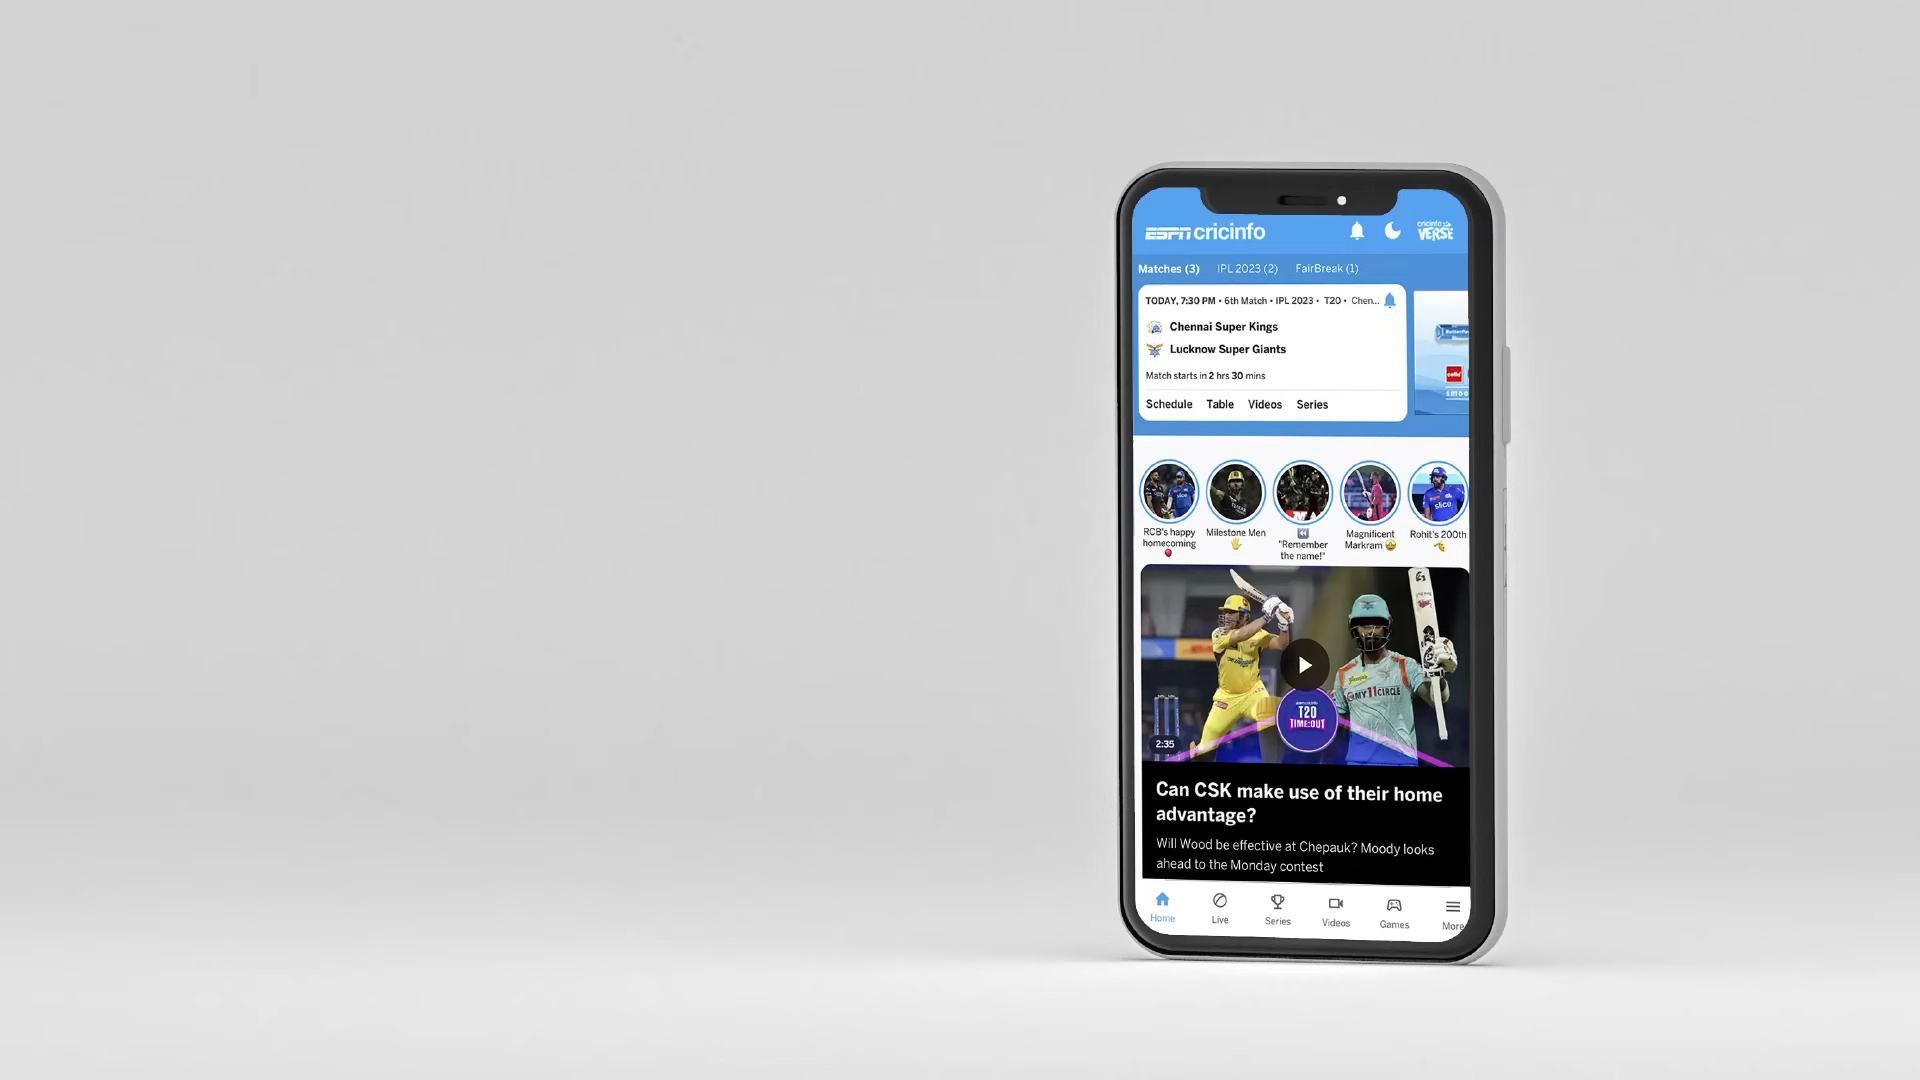 ESPN cricinfo
cricinfo
VERSE
Matches (3) IPL 2023 (2) FairBreak (1)
TODAY, 7:30 PM • 6th Match • IPL 2023 • T20 • Chen...
Chennai Super Kings
Lucknow Super Giants
Match starts in 2 hrs 30 mins
Schedule Table Videos Series
RCB's happy
homecoming
Milestone Men
"Remember
the name!"
Magnificent
Markram
Rohit's 200th
slice
slice
MY11CIRCLE
T20
TIME:OUT
2:35
Can CSK make use of their home
advantage?
Will Wood be effective at Chepauk? Moody looks
ahead to the Monday contest
Home Live Series Videos Games More